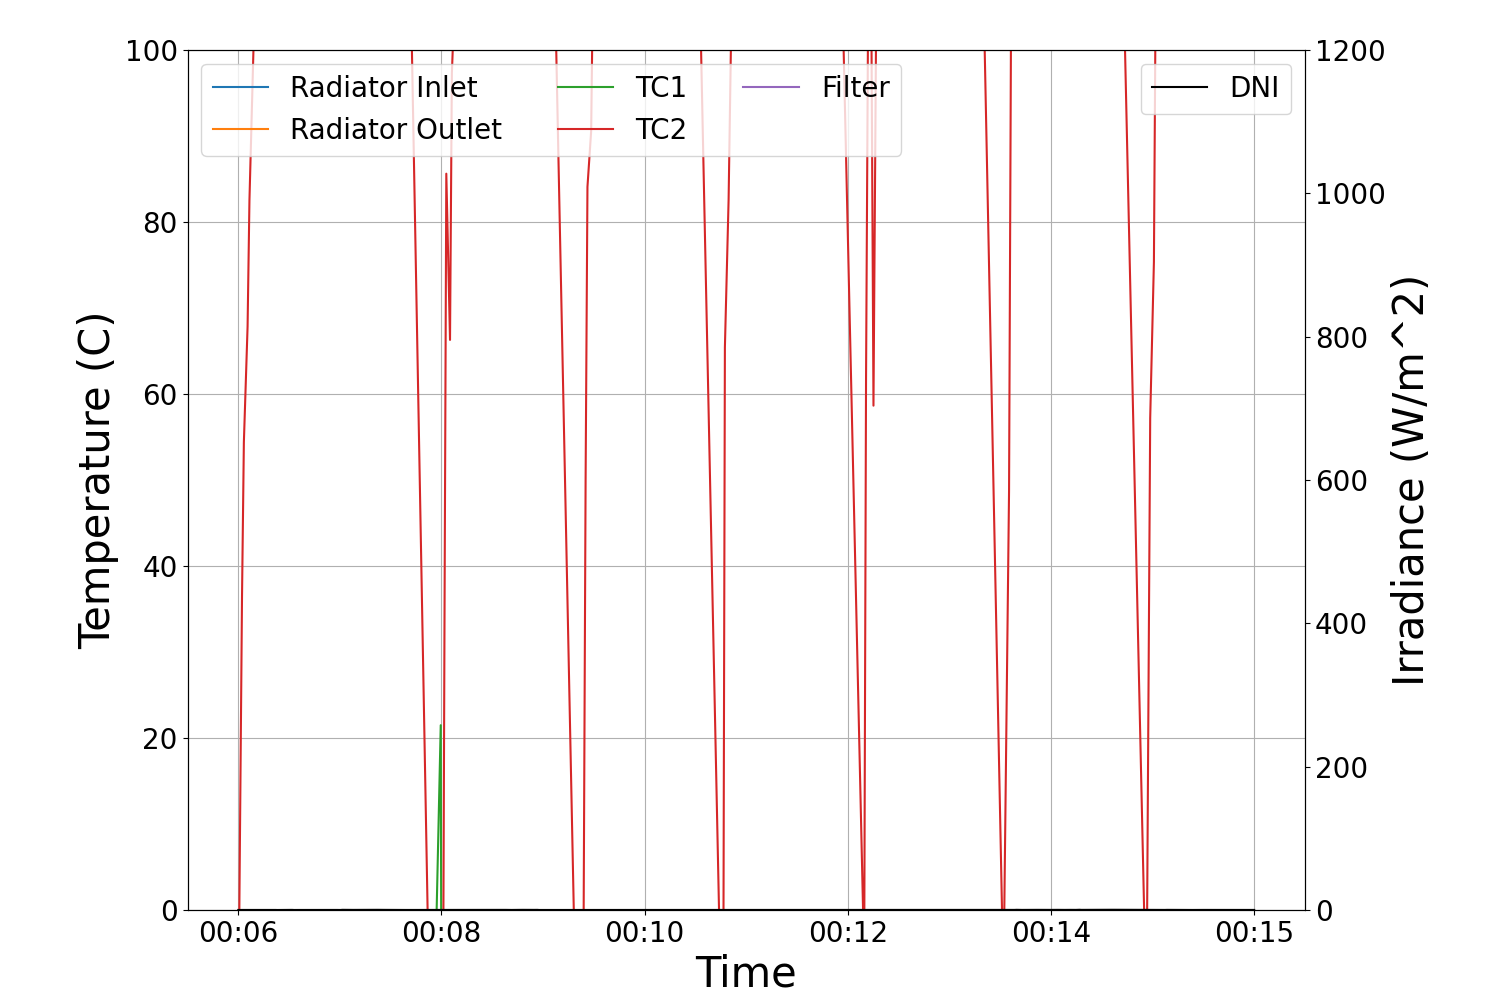 Radiator Inlet
Radiator Outlet
TC1
TC2
Filter
DNI
Temperature (C)
100
80
60
40
20
0
Irradiance (W/m^2)
1200
1000
800
600
400
200
0
00:06 00:08 00:10 00:12 00:14 00:15
Time